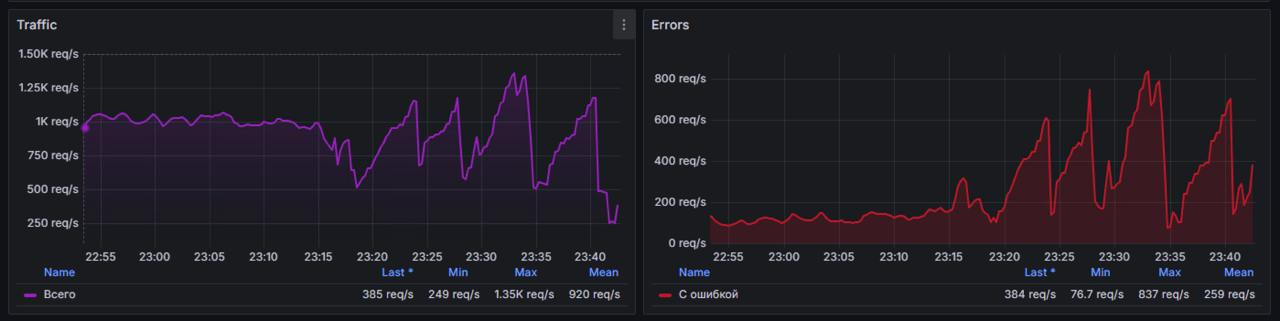 Traffic
1.50K req/s
1.25K req/s
1K req/s
750 req/s
500 req/s
250 req/s
22:55 23:00 23:05 23:10 23:15 23:20 23:25 23:30 23:35 23:40
Name Last * Min Max Mean
Всего 385 req/s 249 req/s 1.35K req/s 920 req/s
Errors
800 req/s
600 req/s
400 req/s
200 req/s
0 req/s
22:55 23:00 23:05 23:10 23:15 23:20 23:25 23:30 23:35 23:40
Name Last * Min Max Mean
С ошибкой 384 req/s 76.7 req/s 837 req/s 259 req/s